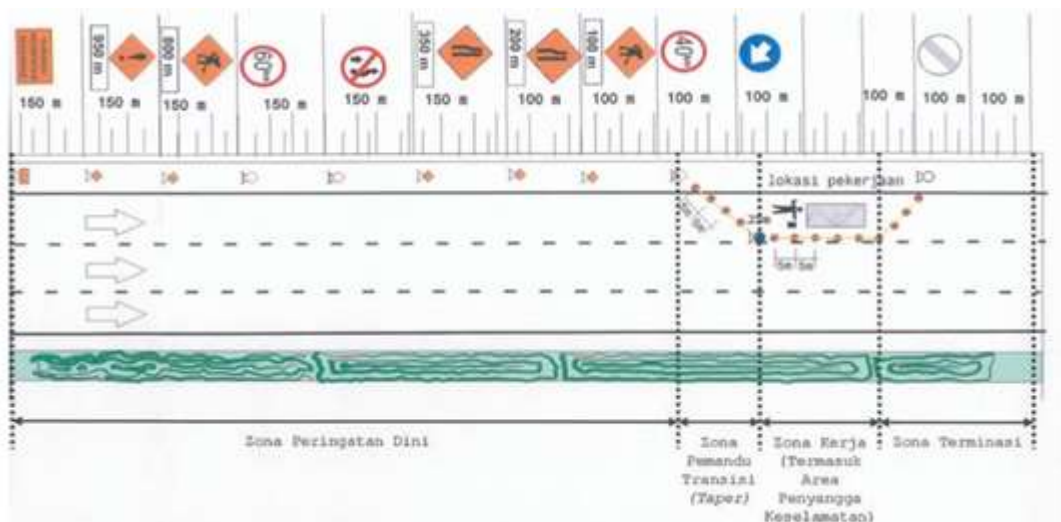 950 m
800 m
60
350 m
200 m
100 m
40
150 m
150 m
150 m
150 m
150 m
150 m
100 m
100 m
100 m
100 m
100 m
100 m
100 m
lokasi pekerjaan
5m
5m
Zona Peringatan Dini
Zona
Pemandu
Transisi
(Taper)
Zona Kerja
(Termasuk
Area
Penyangga
Keselamatan)
Zona Terminasi